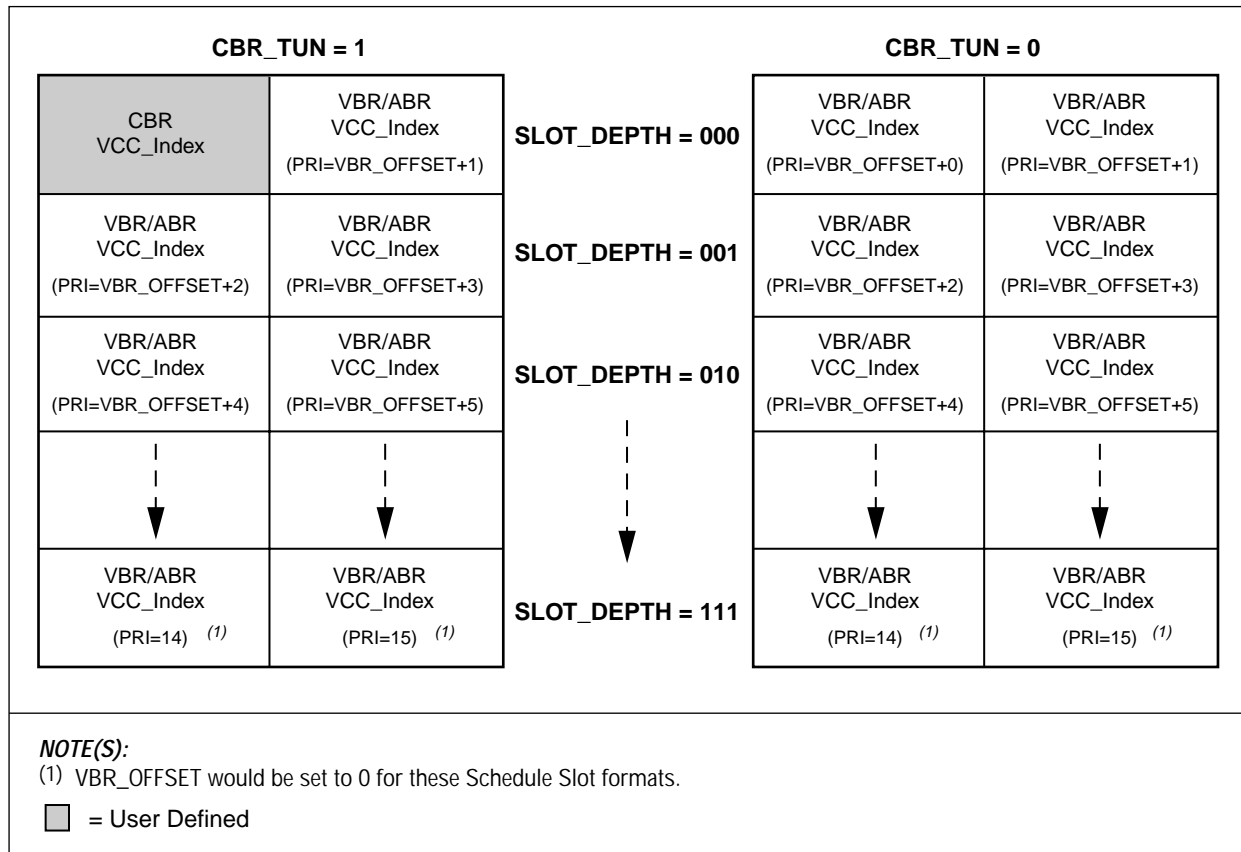 CBR_TUN = 1
CBR_TUN = 0
CBR
VCC_Index
VBR/ABR
VCC_Index
(PRI=VBR_OFFSET+1)
SLOT_DEPTH = 000
VBR/ABR
VCC_Index
(PRI=VBR_OFFSET+0)
VBR/ABR
VCC_Index
(PRI=VBR_OFFSET+1)
VBR/ABR
VCC_Index
(PRI=VBR_OFFSET+2)
VBR/ABR
VCC_Index
(PRI=VBR_OFFSET+3)
SLOT_DEPTH = 001
VBR/ABR
VCC_Index
(PRI=VBR_OFFSET+2)
VBR/ABR
VCC_Index
(PRI=VBR_OFFSET+3)
VBR/ABR
VCC_Index
(PRI=VBR_OFFSET+4)
VBR/ABR
VCC_Index
(PRI=VBR_OFFSET+5)
SLOT_DEPTH = 010
VBR/ABR
VCC_Index
(PRI=VBR_OFFSET+4)
VBR/ABR
VCC_Index
(PRI=VBR_OFFSET+5)
VBR/ABR
VCC_Index
(PRI=14) (1)
VBR/ABR
VCC_Index
(PRI=15) (1)
SLOT_DEPTH = 111
VBR/ABR
VCC_Index
(PRI=14) (1)
VBR/ABR
VCC_Index
(PRI=15) (1)
NOTE(S):
(1) VBR_OFFSET would be set to 0 for these Schedule Slot formats.
= User Defined